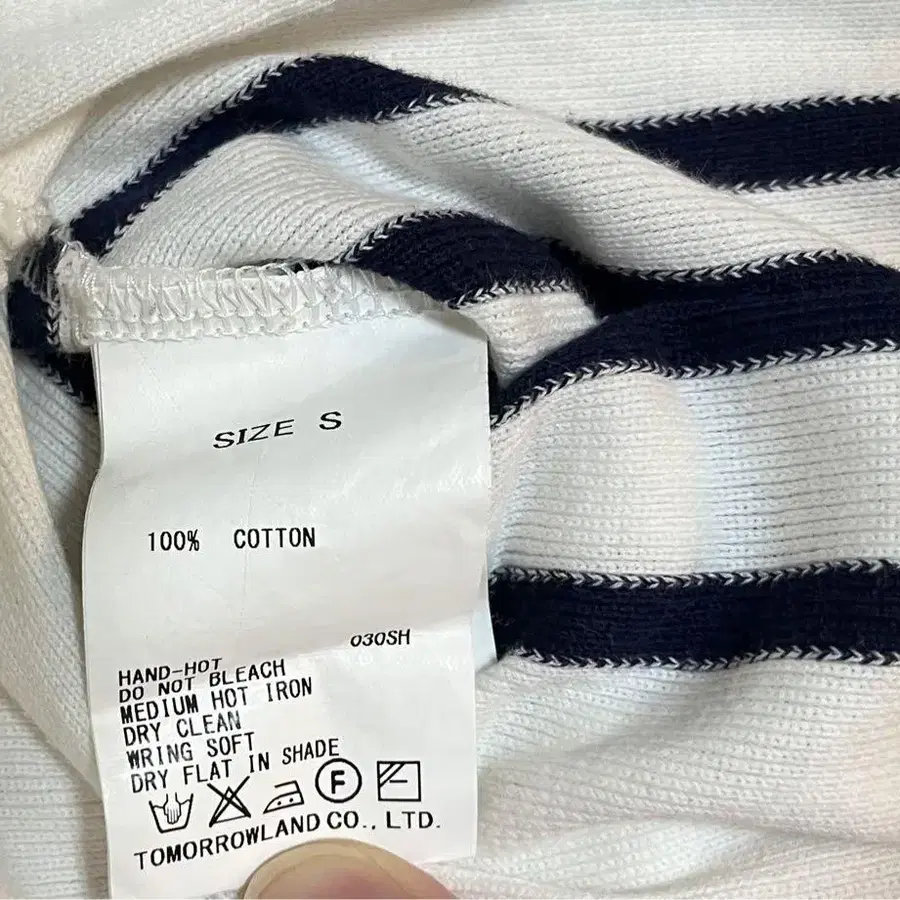 SIZE S
100% COTTON
030SH
HAND-HOT
DO NOT BLEACH
MEDIUM HOT IRON
DRY CLEAN
WRING SOFT
DRY FLAT IN SHADE
F
TOMORROWLAND CO., LTD.